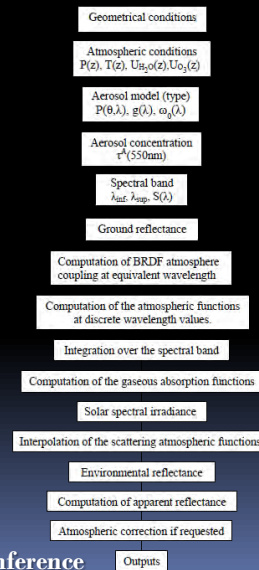 Geometrical conditions
Atmospheric conditions
P(z), T(z), U_H₂O(z),U_O₃(z)
Aerosol model (type)
P(θ,λ), g(λ), ω₀(λ)
Aerosol concentration
τᴬ(550nm)
Spectral band
λ_inf, λ_sup, S(λ)
Ground reflectance
Computation of BRDF atmosphere
coupling at equivalent wavelength
Computation of the atmospheric functions
at discrete wavelength values.
Integration over the spectral band
Computation of the gaseous absorption functions
Solar spectral irradiance
Interpolation of the scattering atmospheric functions
Environmental reflectance
Computation of apparent reflectance
Atmospheric correction if requested
nference
Outputs